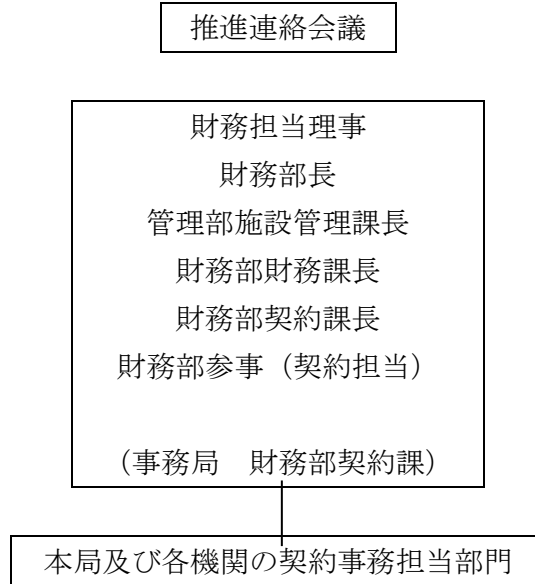 推進連絡会議
財務担当理事
財務部長
管理部施設管理課長
財務部財務課長
財務部契約課長
財務部参事（契約担当）
（事務局　財務部契約課）
本局及び各機関の契約事務担当部門